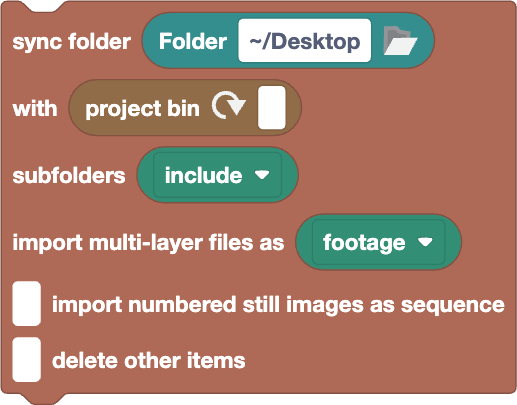 sync folder Folder ~/Desktop
with project bin
subfolders include
import multi-layer files as footage
import numbered still images as sequence
delete other items